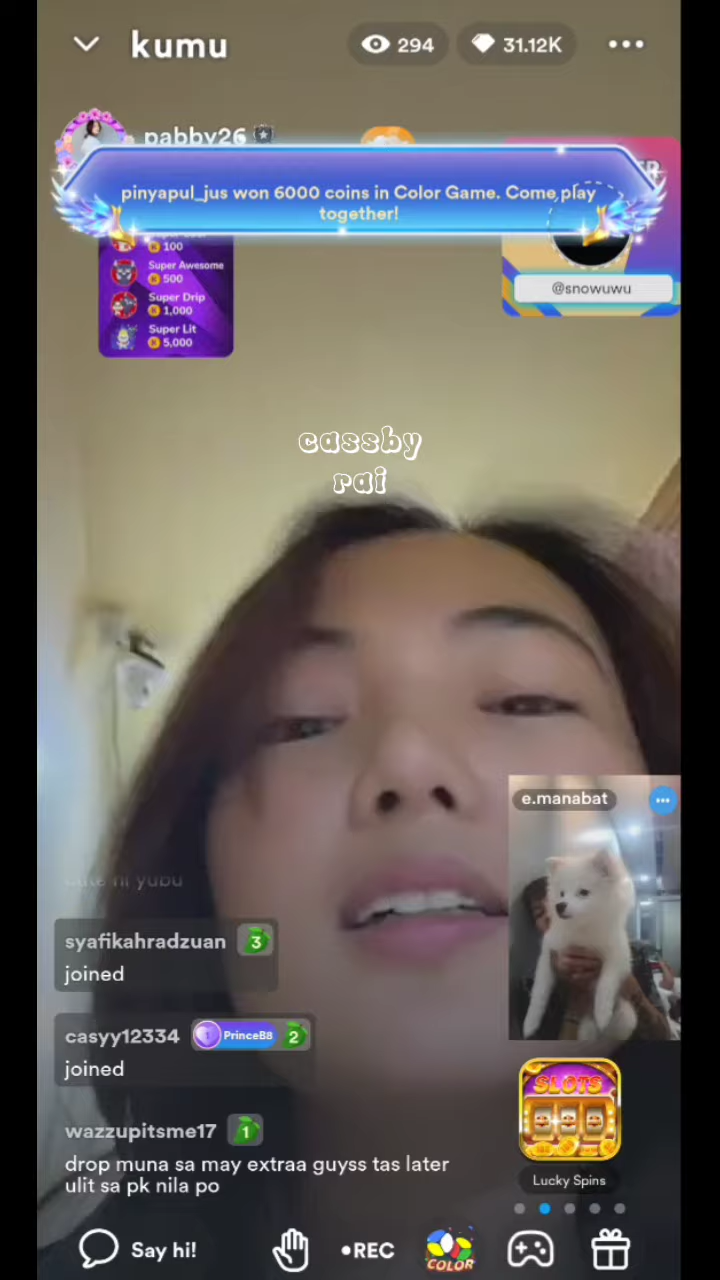 kumu
294
31.12K
pabby26
pinyapul_jus won 6000 coins in Color Game. Come play
together!
100
Super Awesome
500
Super Drip
1,000
Super Lit
5,000
@snowuwu
cassby
rai
e.manabat
syafikahradzuan 3
joined
casyy12334 1 PrinceB8 2
joined
wazzupitsme17 1
drop muna sa may extraa guyss tas later
ulit sa pk nila po
SLOTS
Lucky Spins
Say hi!
•REC
COLOR